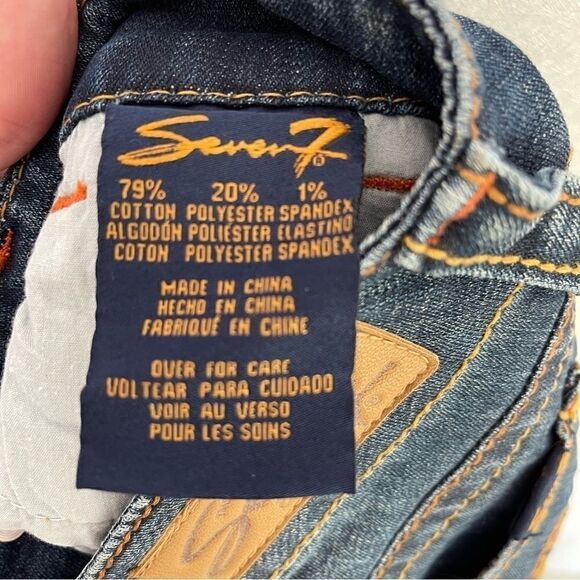 Seven7®
79% 20% 1%
COTTON POLYESTER SPANDEX
ALGODÓN POLIÉSTER ELASTINO
COTON POLYESTER SPANDEX
MADE IN CHINA
HECHO EN CHINA
FABRIQUÉ EN CHINE
OVER FOR CARE
VOLTEAR PARA CUIDADO
VOIR AU VERSO
POUR LES SOINS